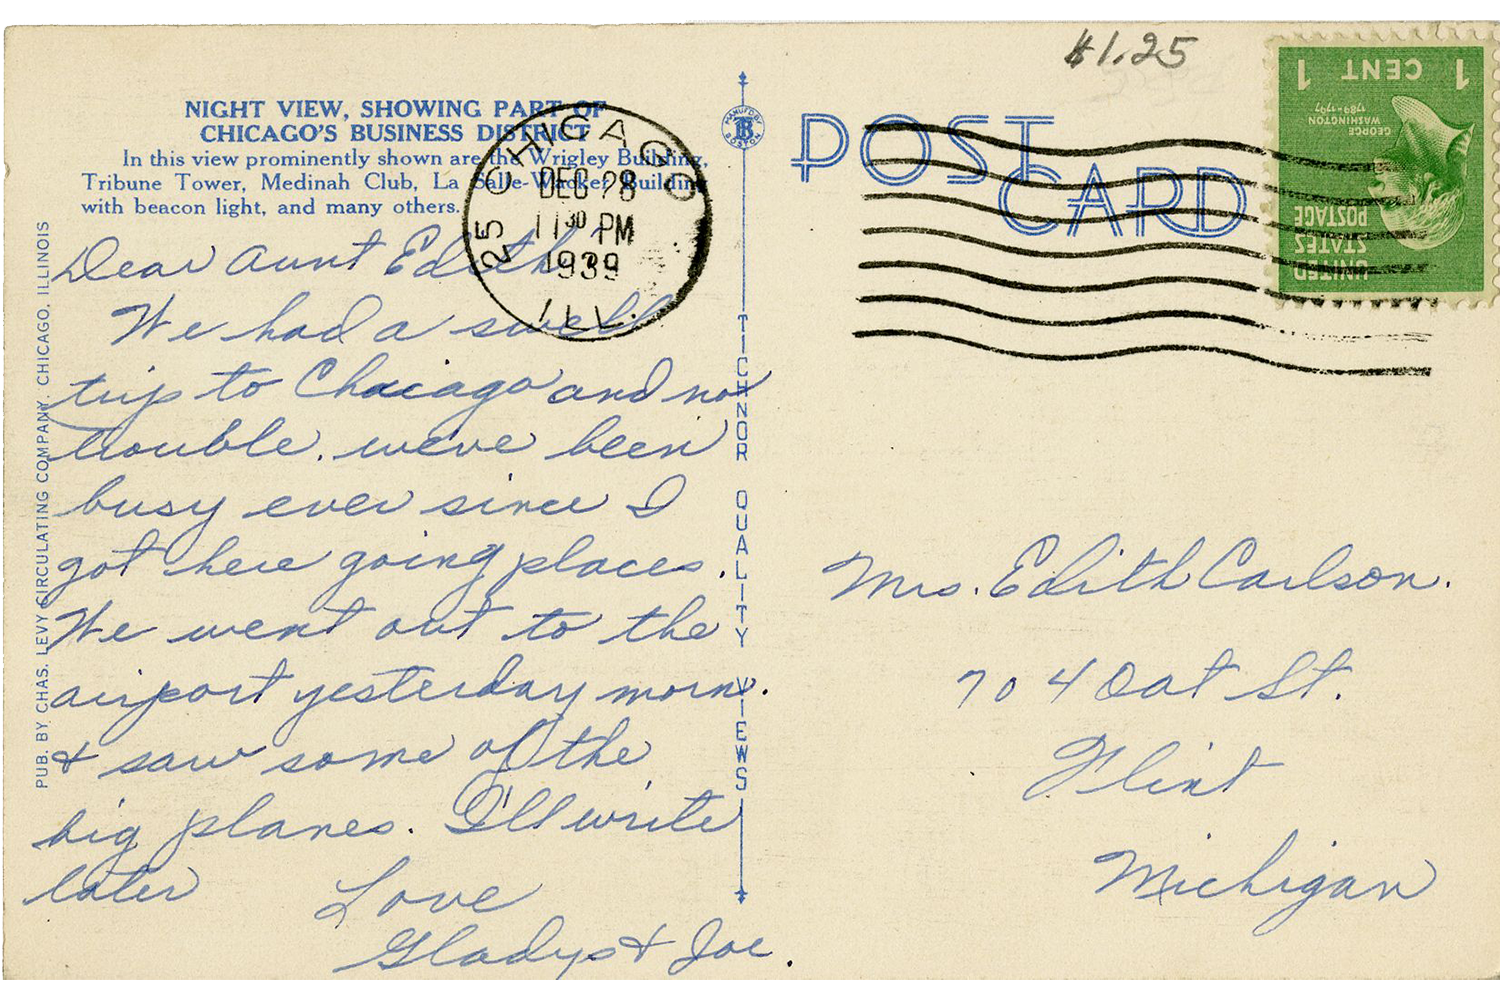 $1.25
NIGHT VIEW, SHOWING PART OF
CHICAGO'S BUSINESS DISTRICT
In this view prominently shown are the Wrigley Building,
Tribune Tower, Medinah Club, La Salle-Wacker Building
with beacon light, and many others.
CHICAGO
25
DEC 28
11 30 PM
1939
ILL.
MANUF'D BY
TB
BOSTON
POST
CARD
1 CENT 1
GEORGE
WASHINGTON
1789-1797
UNITED
STATES
POSTAGE
PUB. BY CHAS. LEVY CIRCULATING COMPANY, CHICAGO, ILLINOIS
TICHNOR QUALITY VIEWS
Dear Aunt Edith
We had a swell
trip to Chicago and no
trouble. we've been
busy ever since I
got here going places.
We went out to the
airport yesterday morn.
& saw some of the
big planes. I'll write
later
Love
Gladys & Joe.
Mrs. Edith Carlson.
704 Oat St.
Flint
Michigan